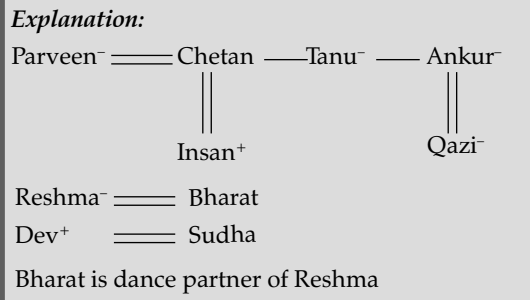 Explanation:
Parveen⁻ Chetan Tanu⁻ Ankur⁻
Insan⁺ Qazi⁻
Reshma⁻ Bharat
Dev⁺ Sudha
Bharat is dance partner of Reshma